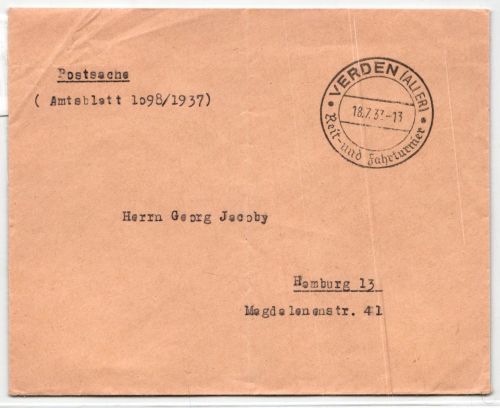 Postsache
( Amtsblatt 1o98/1937)
VERDEN (ALLER)
18.7.37.-13
Reit- und Fahrturnier
Herrn Georg Jacoby
Hamburg 13
Magdalenenstr. 41